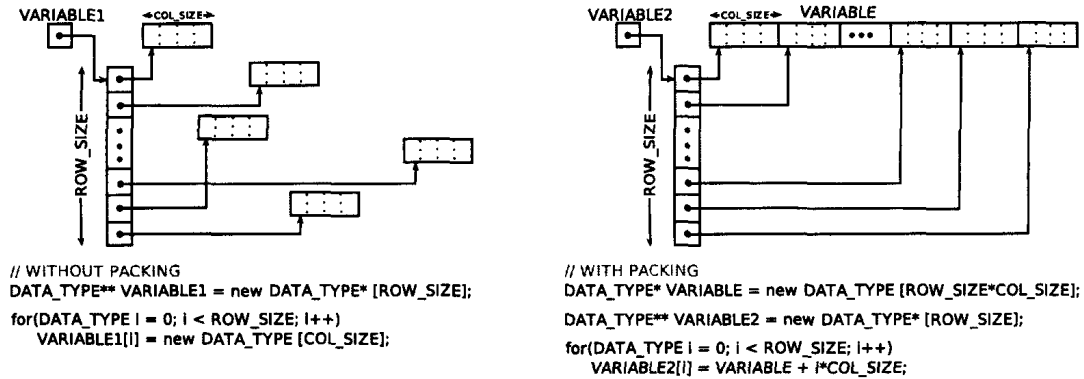 VARIABLE1
COL_SIZE
ROW_SIZE
// WITHOUT PACKING
DATA_TYPE** VARIABLE1 = new DATA_TYPE* [ROW_SIZE];
for(DATA_TYPE i = 0; i < ROW_SIZE; i++)
VARIABLE1[i] = new DATA_TYPE [COL_SIZE];
VARIABLE2
COL_SIZE
VARIABLE
ROW_SIZE
// WITH PACKING
DATA_TYPE* VARIABLE = new DATA_TYPE [ROW_SIZE*COL_SIZE];
DATA_TYPE** VARIABLE2 = new DATA_TYPE* [ROW_SIZE];
for(DATA_TYPE i = 0; i < ROW_SIZE; i++)
VARIABLE2[i] = VARIABLE + i*COL_SIZE;